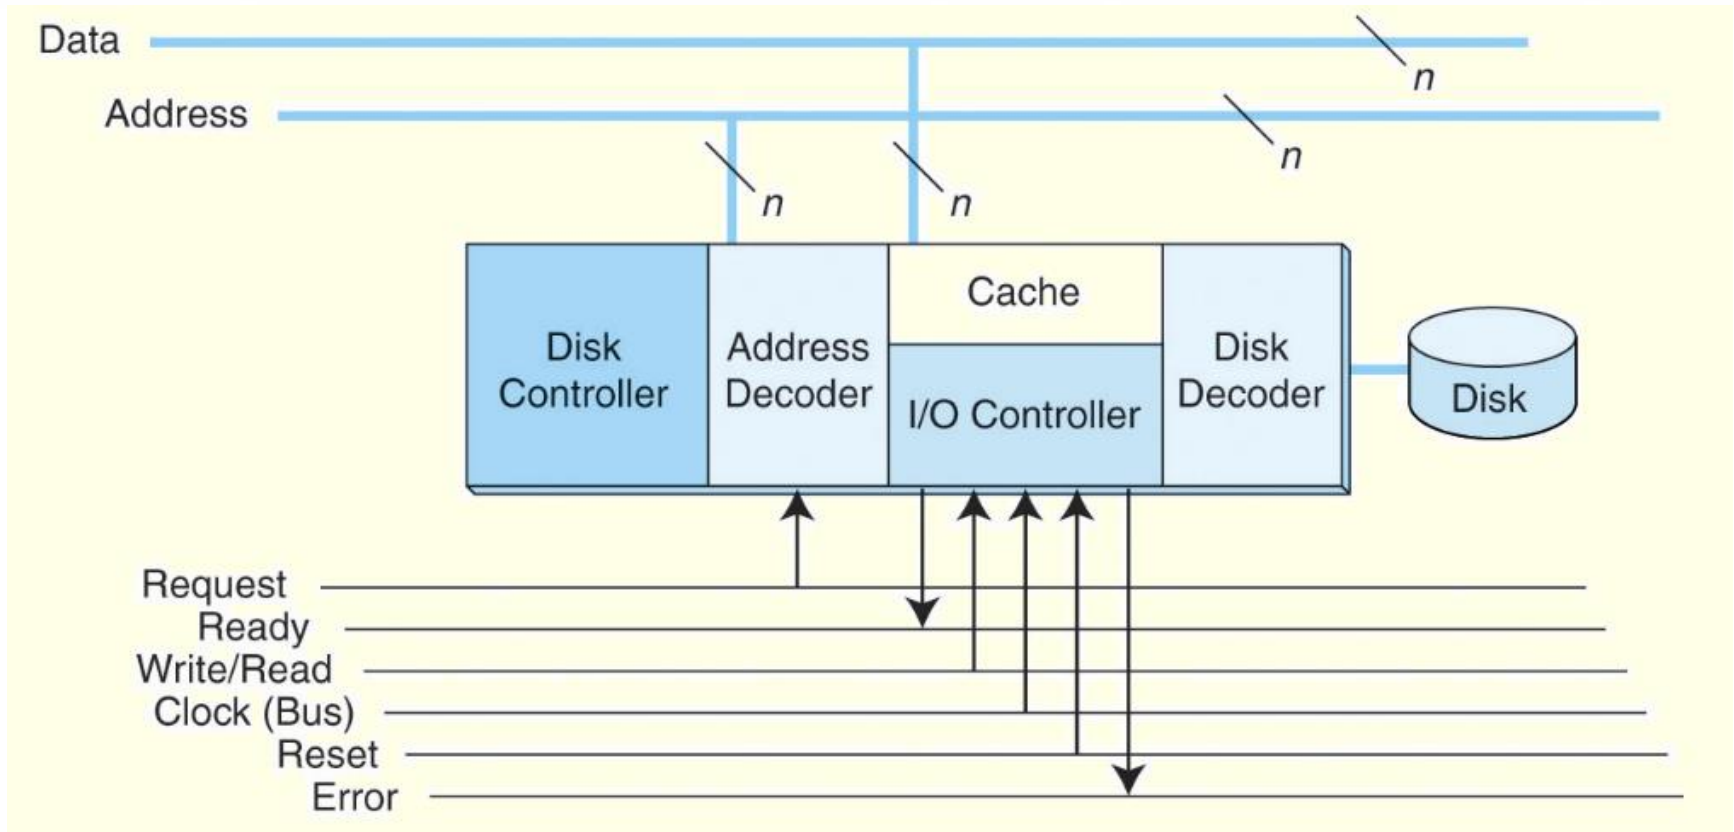 Data
n
Address
n
n
n
Cache
Disk
Controller
Address
Decoder
Disk
Decoder
I/O Controller
Disk
Request
Ready
Write/Read
Clock (Bus)
Reset
Error